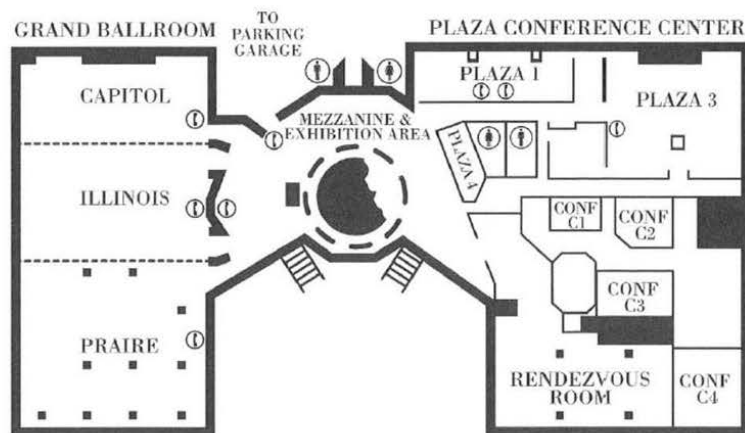 GRAND BALLROOM
TO
PARKING
GARAGE
PLAZA CONFERENCE CENTER
CAPITOL
MEZZANINE &
EXHIBITION AREA
PLAZA 1
PLAZA 3
PLAZA 4
ILLINOIS
CONF
C1
CONF
C2
CONF
C3
PRAIRE
RENDEZVOUS
ROOM
CONF
C4